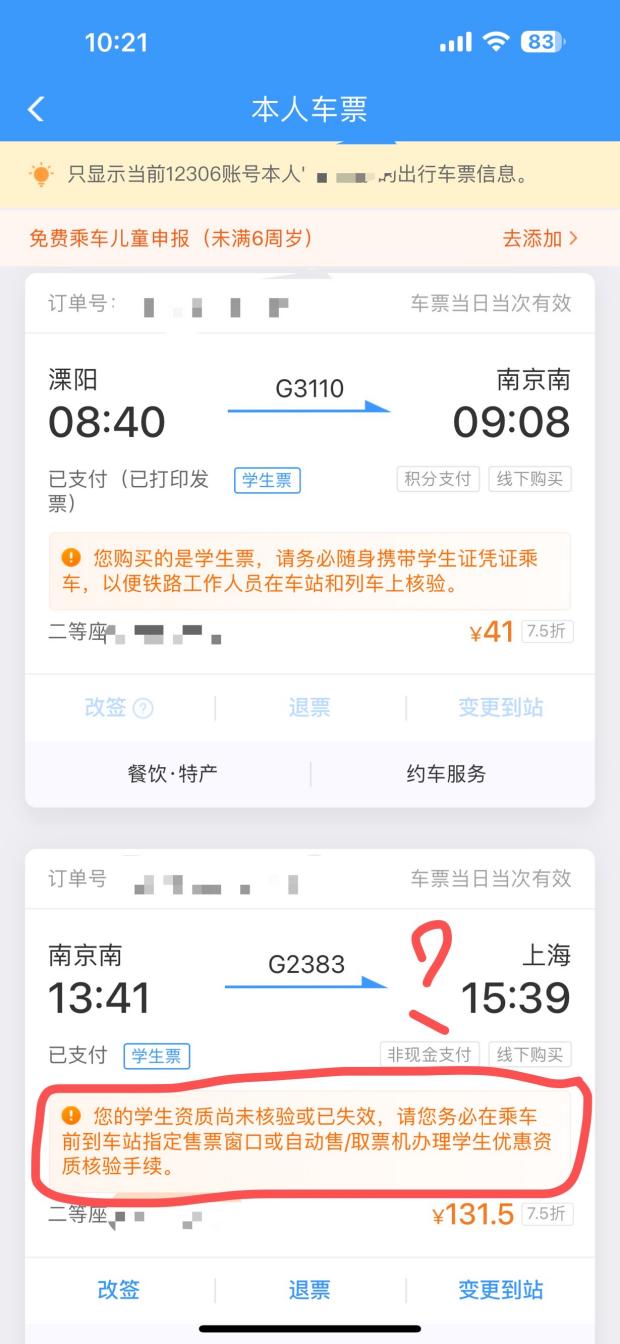 10:21
83
本人车票
只显示当前12306账号本人'
的出行车票信息。
免费乘车儿童申报（未满6周岁）
去添加
订单号：
车票当日当次有效
溧阳
G3110
南京南
08:40
09:08
已支付（已打印发
票）
学生票
积分支付
线下购买
您购买的是学生票，请务必随身携带学生证凭证乘
车，以便铁路工作人员在车站和列车上核验。
二等座
¥41
7.5折
改签
退票
变更到站
餐饮·特产
约车服务
订单号
车票当日当次有效
南京南
G2383
上海
13:41
15:39
已支付
学生票
非现金支付
线下购买
您的学生资质尚未核验或已失效，请您务必在乘车
前到车站指定售票窗口或自动售/取票机办理学生优惠资
质核验手续。
二等座
¥131.5
7.5折
改签
退票
变更到站